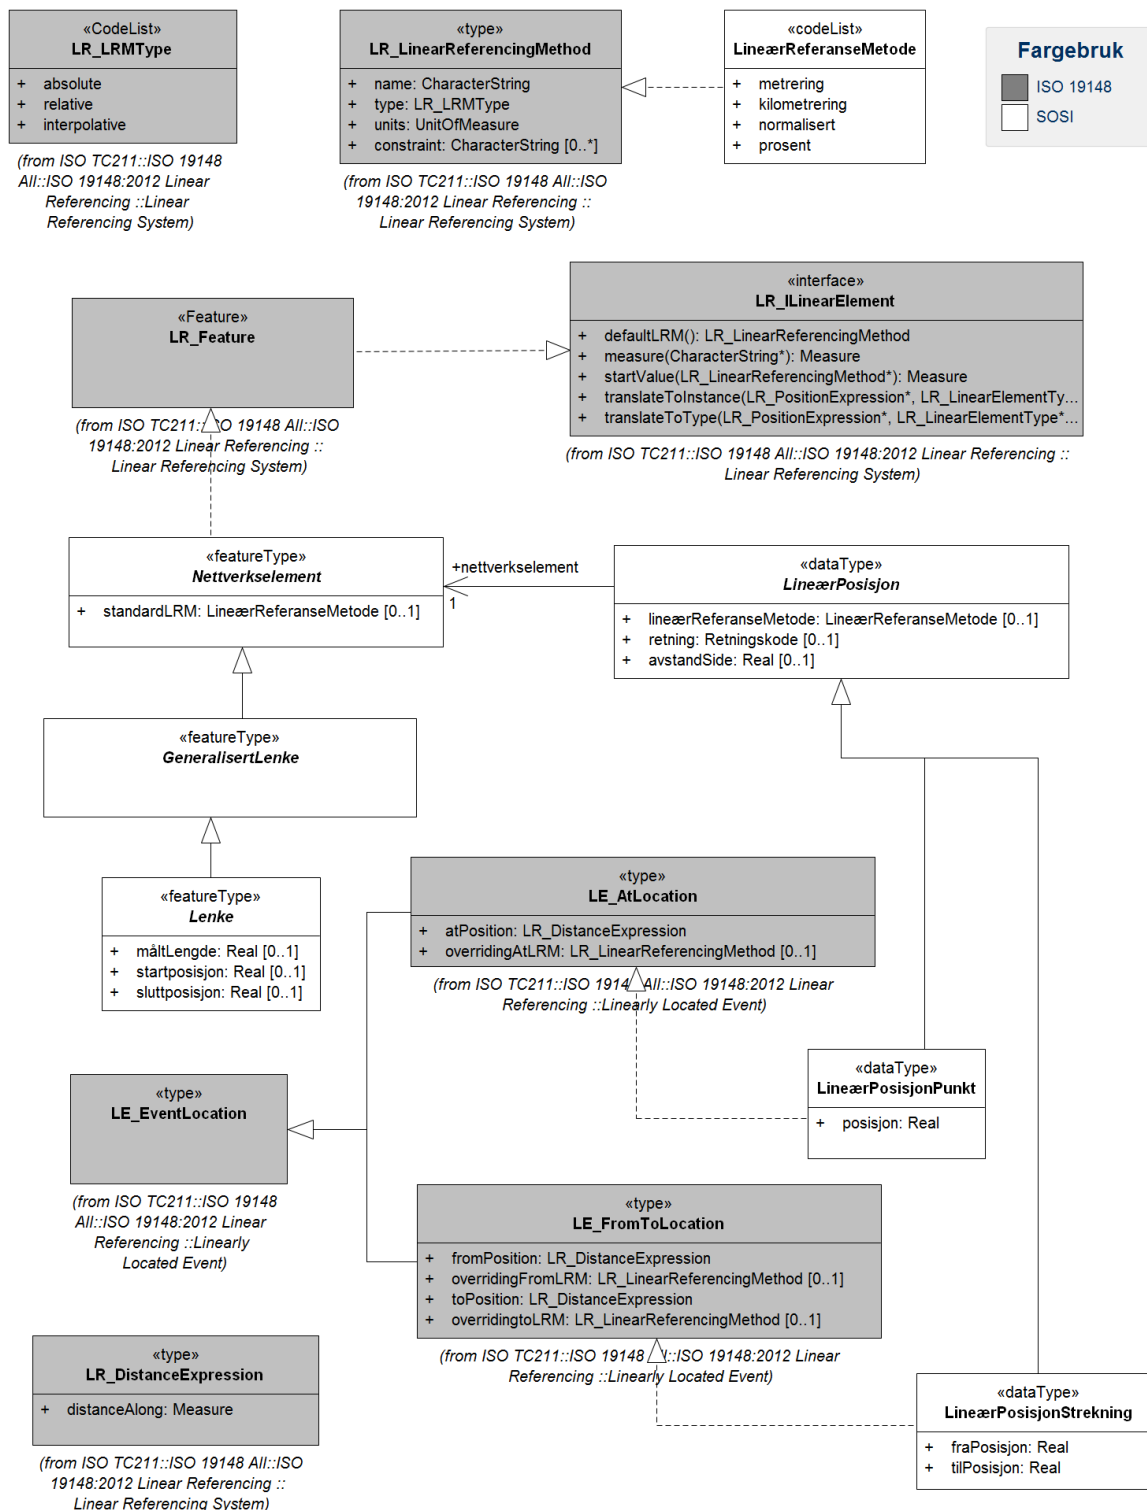 «CodeList»
LR_LRMType
+ absolute
+ relative
+ interpolative
(from ISO TC211::ISO 19148
All::ISO 19148:2012 Linear
Referencing ::Linear
Referencing System)
«type»
LR_LinearReferencingMethod
+ name: CharacterString
+ type: LR_LRMType
+ units: UnitOfMeasure
+ constraint: CharacterString [0..*]
(from ISO TC211::ISO 19148 All::ISO
19148:2012 Linear Referencing ::
Linear Referencing System)
«codeList»
LineærReferanseMetode
+ metrering
+ kilometrering
+ normalisert
+ prosent
Fargebruk
ISO 19148
SOSI
«Feature»
LR_Feature
(from ISO TC211::ISO 19148 All::ISO
19148:2012 Linear Referencing ::
Linear Referencing System)
«interface»
LR_ILinearElement
+ defaultLRM(): LR_LinearReferencingMethod
+ measure(CharacterString*): Measure
+ startValue(LR_LinearReferencingMethod*): Measure
+ translateToInstance(LR_PositionExpression*, LR_LinearElementTy...
+ translateToType(LR_PositionExpression*, LR_LinearElementType*...
(from ISO TC211::ISO 19148 All::ISO 19148:2012 Linear Referencing ::
Linear Referencing System)
«featureType»
Nettverkselement
+ standardLRM: LineærReferanseMetode [0..1]
+nettverkselement
1
«dataType»
LineærPosisjon
+ lineærReferanseMetode: LineærReferanseMetode [0..1]
+ retning: Retningskode [0..1]
+ avstandSide: Real [0..1]
«featureType»
GeneralisertLenke
«featureType»
Lenke
+ måltLengde: Real [0..1]
+ startposisjon: Real [0..1]
+ sluttposisjon: Real [0..1]
«type»
LE_AtLocation
+ atPosition: LR_DistanceExpression
+ overridingAtLRM: LR_LinearReferencingMethod [0..1]
(from ISO TC211::ISO 19148 All::ISO 19148:2012 Linear
Referencing ::Linearly Located Event)
«dataType»
LineærPosisjonPunkt
+ posisjon: Real
«type»
LE_EventLocation
(from ISO TC211::ISO 19148
All::ISO 19148:2012 Linear
Referencing ::Linearly
Located Event)
«type»
LE_FromToLocation
+ fromPosition: LR_DistanceExpression
+ overridingFromLRM: LR_LinearReferencingMethod [0..1]
+ toPosition: LR_DistanceExpression
+ overridingtoLRM: LR_LinearReferencingMethod [0..1]
(from ISO TC211::ISO 19148 All::ISO 19148:2012 Linear
Referencing ::Linearly Located Event)
«type»
LR_DistanceExpression
+ distanceAlong: Measure
(from ISO TC211::ISO 19148 All::ISO
19148:2012 Linear Referencing ::
Linear Referencing System)
«dataType»
LineærPosisjonStrekning
+ fraPosisjon: Real
+ tilPosisjon: Real